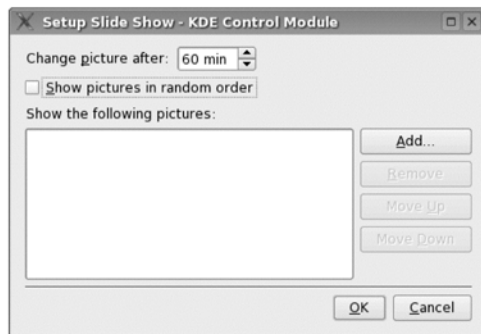 Setup Slide Show - KDE Control Module
Change picture after: 60 min
Show pictures in random order
Show the following pictures:
Add...
Remove
Move Up
Move Down
OK
Cancel